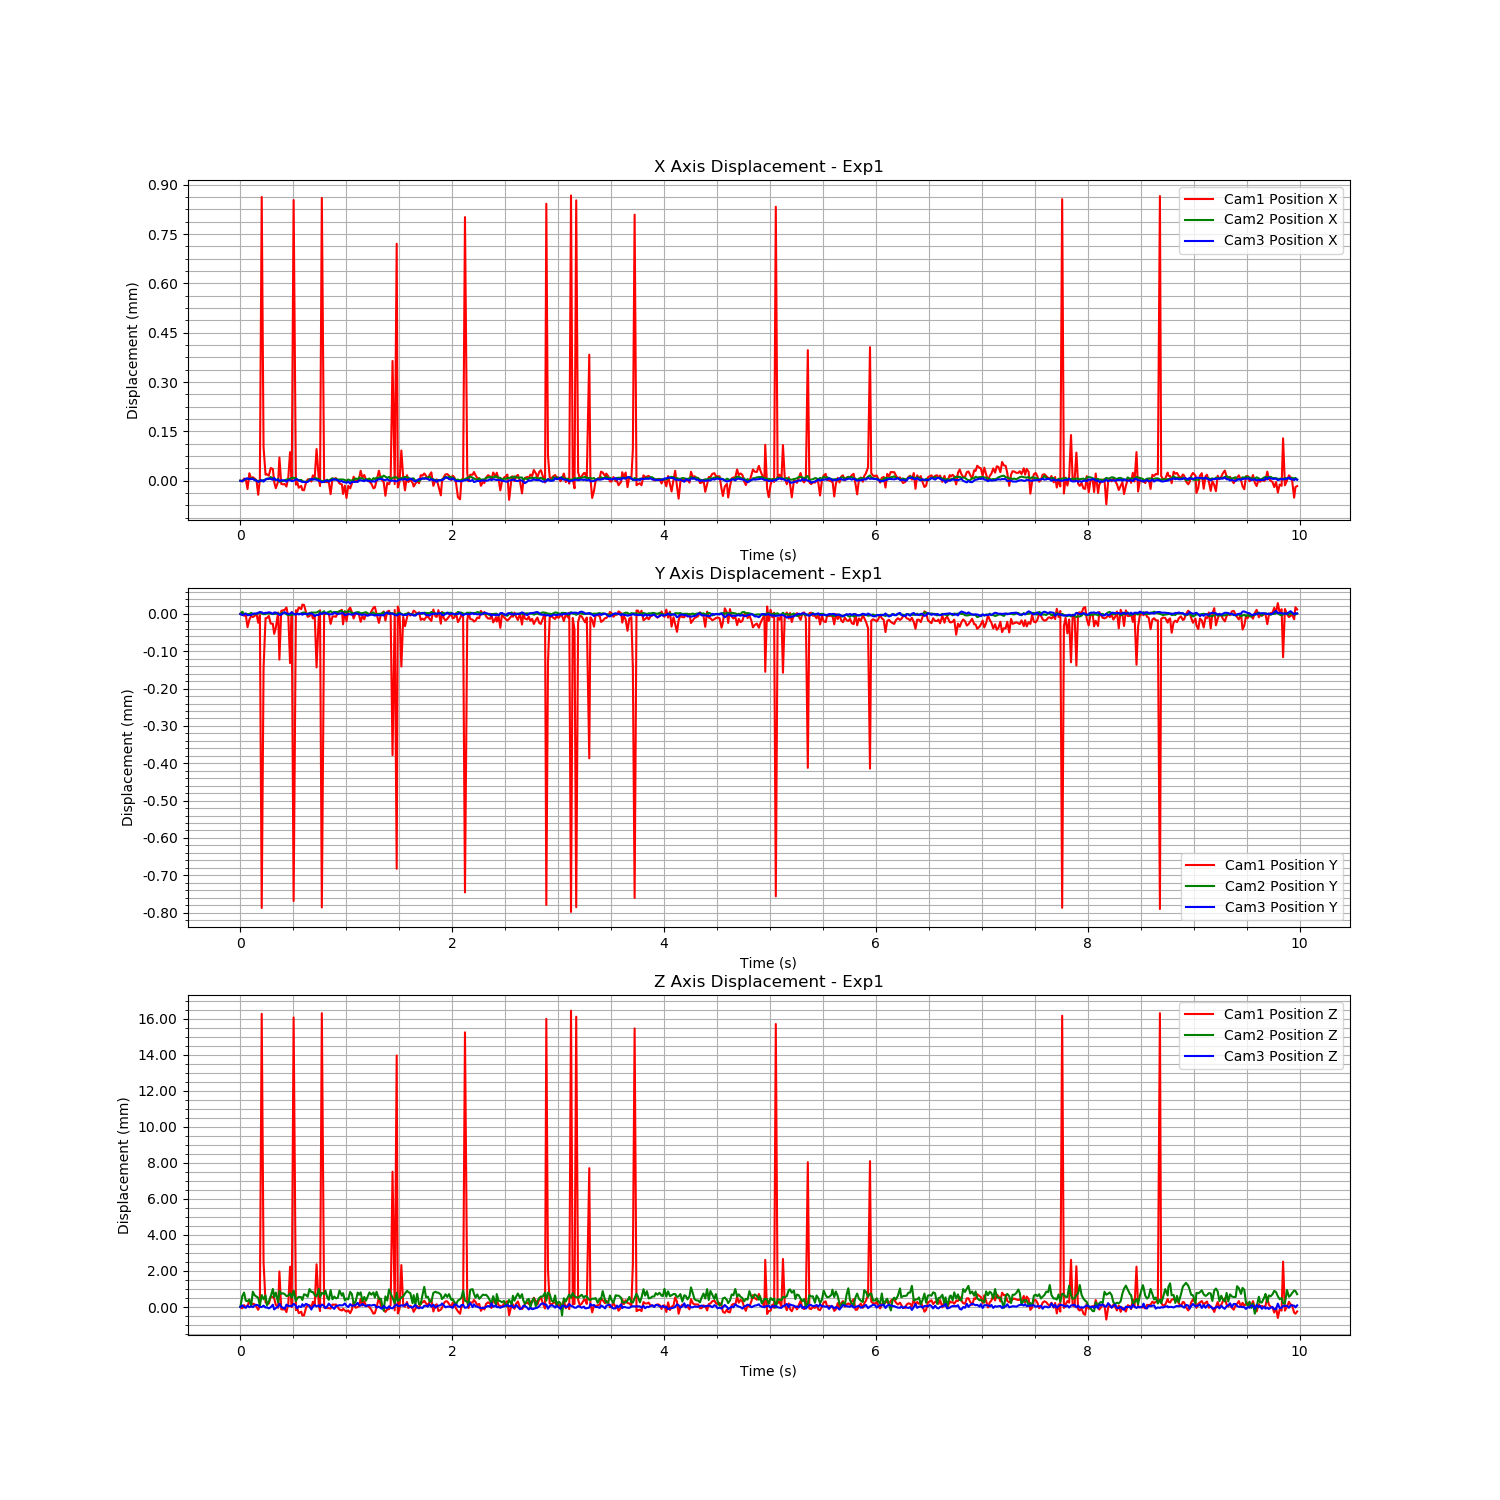 X Axis Displacement - Exp1
0.90
0.75
0.60
0.45
0.30
0.15
0.00
Displacement (mm)
Cam1 Position X
Cam2 Position X
Cam3 Position X
0 2 4 6 8 10
Time (s)
Y Axis Displacement - Exp1
0.00
-0.10
-0.20
-0.30
-0.40
-0.50
-0.60
-0.70
-0.80
Displacement (mm)
Cam1 Position Y
Cam2 Position Y
Cam3 Position Y
0 2 4 6 8 10
Time (s)
Z Axis Displacement - Exp1
16.00
14.00
12.00
10.00
8.00
6.00
4.00
2.00
0.00
Displacement (mm)
Cam1 Position Z
Cam2 Position Z
Cam3 Position Z
0 2 4 6 8 10
Time (s)